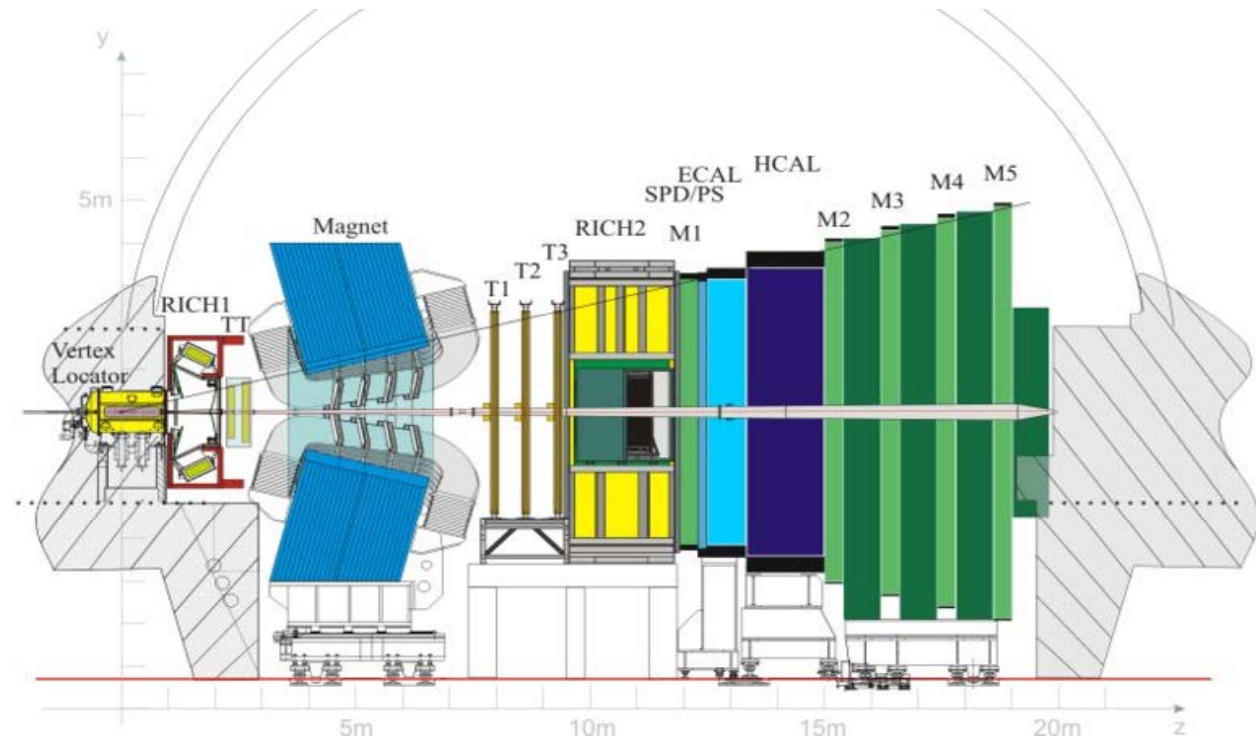 y
5m
Vertex
Locator
RICH1
TT
Magnet
T1
T2
T3
RICH2
M1
SPD/PS
ECAL
HCAL
M2
M3
M4
M5
5m
10m
15m
20m
z